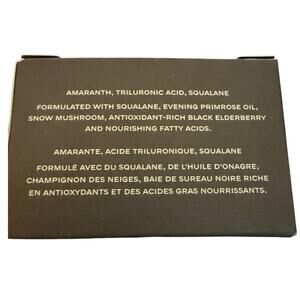 AMARANTH, TRILURONIC ACID, SQUALANE
FORMULATED WITH SQUALANE, EVENING PRIMROSE OIL,
SNOW MUSHROOM, ANTIOXIDANT-RICH BLACK ELDERBERRY
AND NOURISHING FATTY ACIDS.
AMARANTE, ACIDE TRILURONIQUE, SQUALANE
FORMULÉ AVEC DU SQUALANE, DE L'HUILE D'ONAGRE,
CHAMPIGNON DES NEIGES, BAIE DE SUREAU NOIRE RICHE
EN ANTIOXYDANTS ET DES ACIDES GRAS NOURRISSANTS.